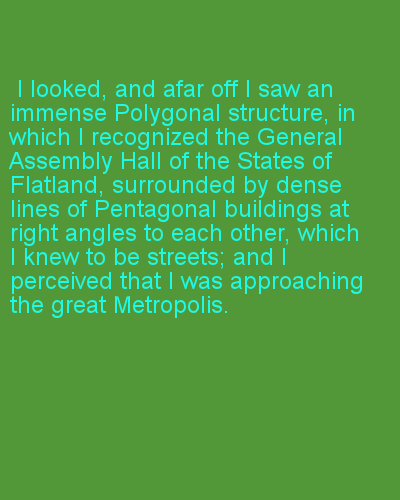 I looked, and afar off I saw an
immense Polygonal structure, in
which I recognized the General
Assembly Hall of the States of
Flatland, surrounded by dense
lines of Pentagonal buildings at
right angles to each other, which
I knew to be streets; and I
perceived that I was approaching
the great Metropolis.